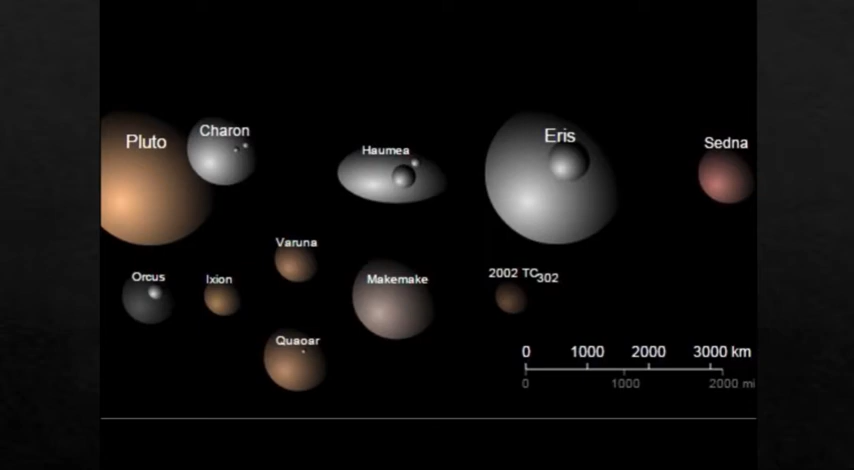 Pluto
Charon
Haumea
Eris
Sedna
Varuna
Orcus
Ixion
Makemake
2002 TC302
Quaoar
0 1000 2000 3000 km
0 1000 2000 mi